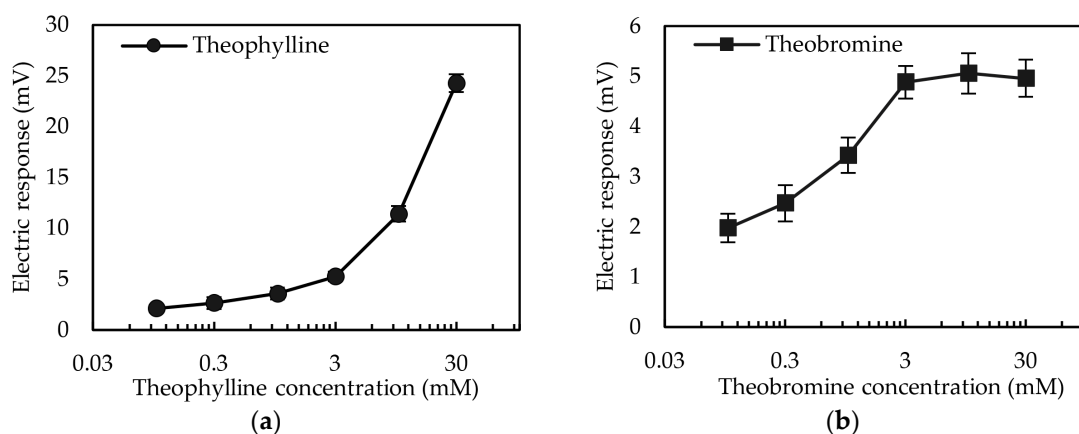 Theophylline
Electric response (mV)
30
25
20
15
10
5
0
0.03 0.3 3 30
Theophylline concentration (mM)
(a)
Theobromine
Electric response (mV)
6
5
4
3
2
1
0
0.03 0.3 3 30
Theobromine concentration (mM)
(b)